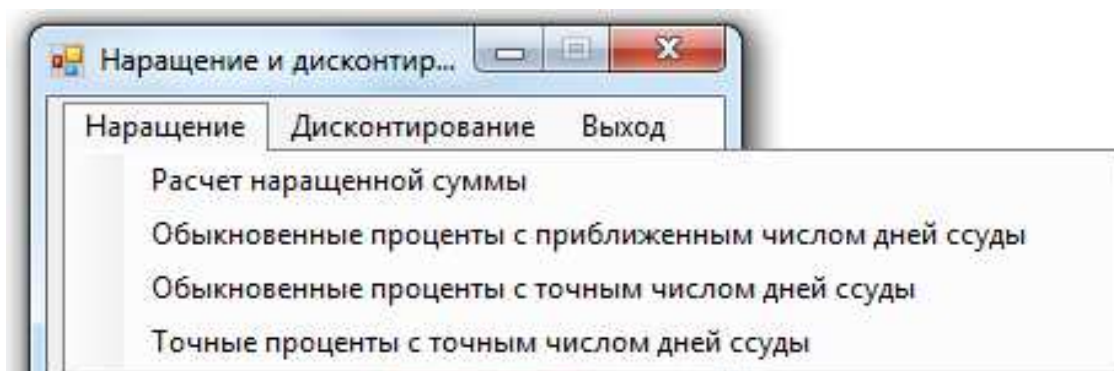 Наращение и дисконтир...
Наращение Дисконтирование Выход
Расчет наращенной суммы
Обыкновенные проценты с приближенным числом дней ссуды
Обыкновенные проценты с точным числом дней ссуды
Точные проценты с точным числом дней ссуды